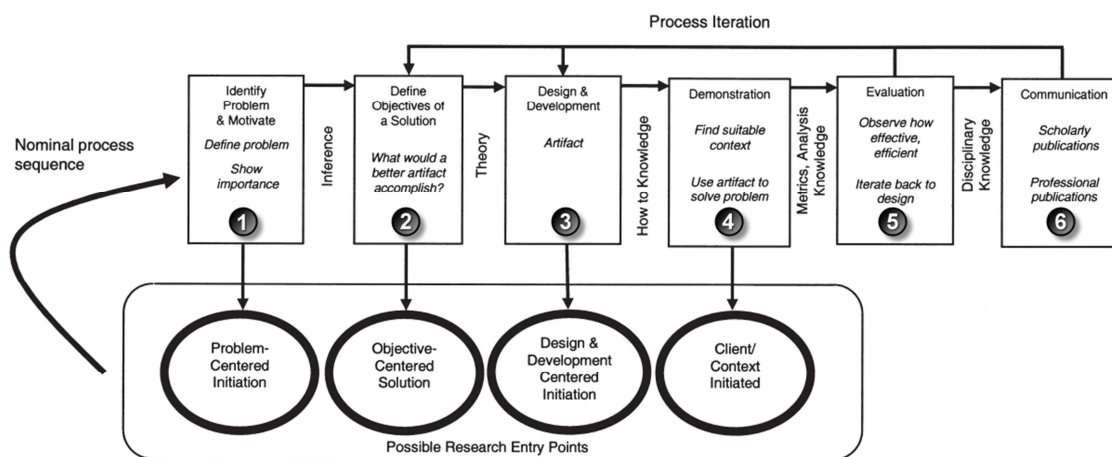 Process Iteration
Nominal process
sequence
Identify
Problem
& Motivate
Define problem
Show
importance
1
Inference
Define
Objectives of
a Solution
What would a
better artifact
accomplish?
2
Theory
Design &
Development
Artifact
3
How to Knowledge
Demonstration
Find suitable
context
Use artifact to
solve problem
4
Metrics, Analysis
Knowledge
Evaluation
Observe how
effective,
efficient
Iterate back to
design
5
Disciplinary
Knowledge
Communication
Scholarly
publications
Professional
publications
6
Problem-
Centered
Initiation
Objective-
Centered
Solution
Design &
Development
Centered
Initiation
Client/
Context
Initiated
Possible Research Entry Points